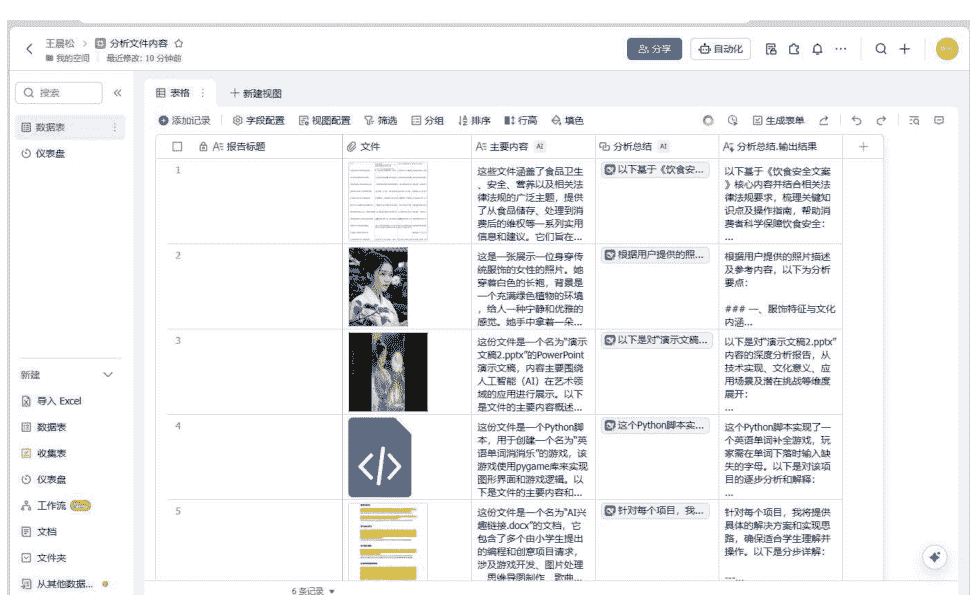 王晨松 > 分析文件内容
我的空间 | 最近修改: 10 分钟前
分享
自动化
搜索
数据表
仪表盘
新建
导入 Excel
数据表
收集表
仪表盘
工作流
文档
文件夹
从其他数据...
表格
新建视图
添加记录
字段配置
视图配置
筛选
分组
排序
行高
填色
生成表单
报告标题
文件
主要内容 AI
分析总结 AI
分析总结.输出结果
1
这些文件涵盖了食品卫生
、安全、营养以及相关法
律法规的广泛主题，提供
了从食品储存、处理到消
费后的维权等一系列实用
信息和建议。它们旨在...
以下基于《饮食安...
以下基于《饮食安全文案
》核心内容并结合相关法
律法规要求，梳理关键知
识点及操作指南，帮助消
费者科学保障饮食安全：
...
2
这是一张展示一位身穿传
统服饰的女性的照片。她
穿着白色的长袍，背景是
一个充满绿色植物的环境
，给人一种宁静和优雅的
感觉。她手中拿着一朵...
根据用户提供的照...
根据用户提供的照片描述
及参考内容，以下为分析
要点：
### 一、服饰特征与文化
内涵...
3
这份文件是一个名为"演示
文稿2.pptx"的PowerPoint
演示文稿，内容主要围绕
人工智能（AI）在艺术领
域的应用进行展示。以下
是文件的主要内容概述...
以下是对"演示文稿...
以下是对"演示文稿2.pptx"
内容的深度分析报告，从
技术实现、文化意义、应
用场景及潜在挑战等维度
展开：
...
4
这份文件是一个Python脚
本，用于创建一个名为"英
语单词消消乐"的游戏，该
游戏使用pygame库来实现
图形界面和游戏逻辑。以
下是文件的主要内容和...
这个Python脚本实...
这个Python脚本实现了一
个英语单词补全游戏，玩
家需在单词下落时输入缺
失的字母。以下是对该项
目的逐步分析和解释：
...
5
这份文件是一个名为"AI兴
趣链接.docx"的文档，它
包含了多个由小学生提出
的编程和创意项目请求，
涉及游戏开发、图片处理
、思维导图制作、歌曲...
针对每个项目，我...
针对每个项目，我将提供
具体的解决方案和实现思
路，确保适合学生理解并
操作。以下是分步详解：
---...
6 条记录